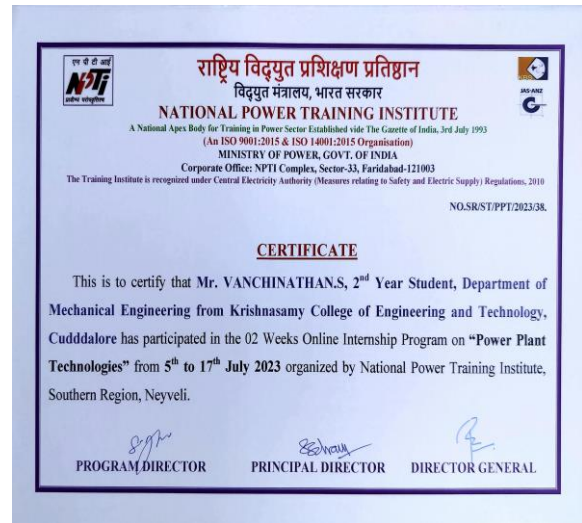 एन पी टी आई
NPTI
राष्ट्रिय विद्युत प्रशिक्षण प्रतिष्ठान
विद्युत मंत्रालय, भारत सरकार
NATIONAL POWER TRAINING INSTITUTE
A National Apex Body for Training in Power Sector Established vide The Gazette of India, 3rd July 1993
(An ISO 9001:2015 & ISO 14001:2015 Organisation)
MINISTRY OF POWER, GOVT. OF INDIA
Corporate Office: NPTI Complex, Sector-33, Faridabad-121003
The Training Institute is recognized under Central Electricity Authority (Measures relating to Safety and Electric Supply) Regulations, 2010
JAS-ANZ
NO.SR/ST/PPT/2023/38.
CERTIFICATE
This is to certify that Mr. VANCHINATHAN.S, 2nd Year Student, Department of
Mechanical Engineering from Krishnasamy College of Engineering and Technology,
Cudddalore has participated in the 02 Weeks Online Internship Program on “Power Plant
Technologies” from 5th to 17th July 2023 organized by National Power Training Institute,
Southern Region, Neyveli.
PROGRAM DIRECTOR PRINCIPAL DIRECTOR DIRECTOR GENERAL